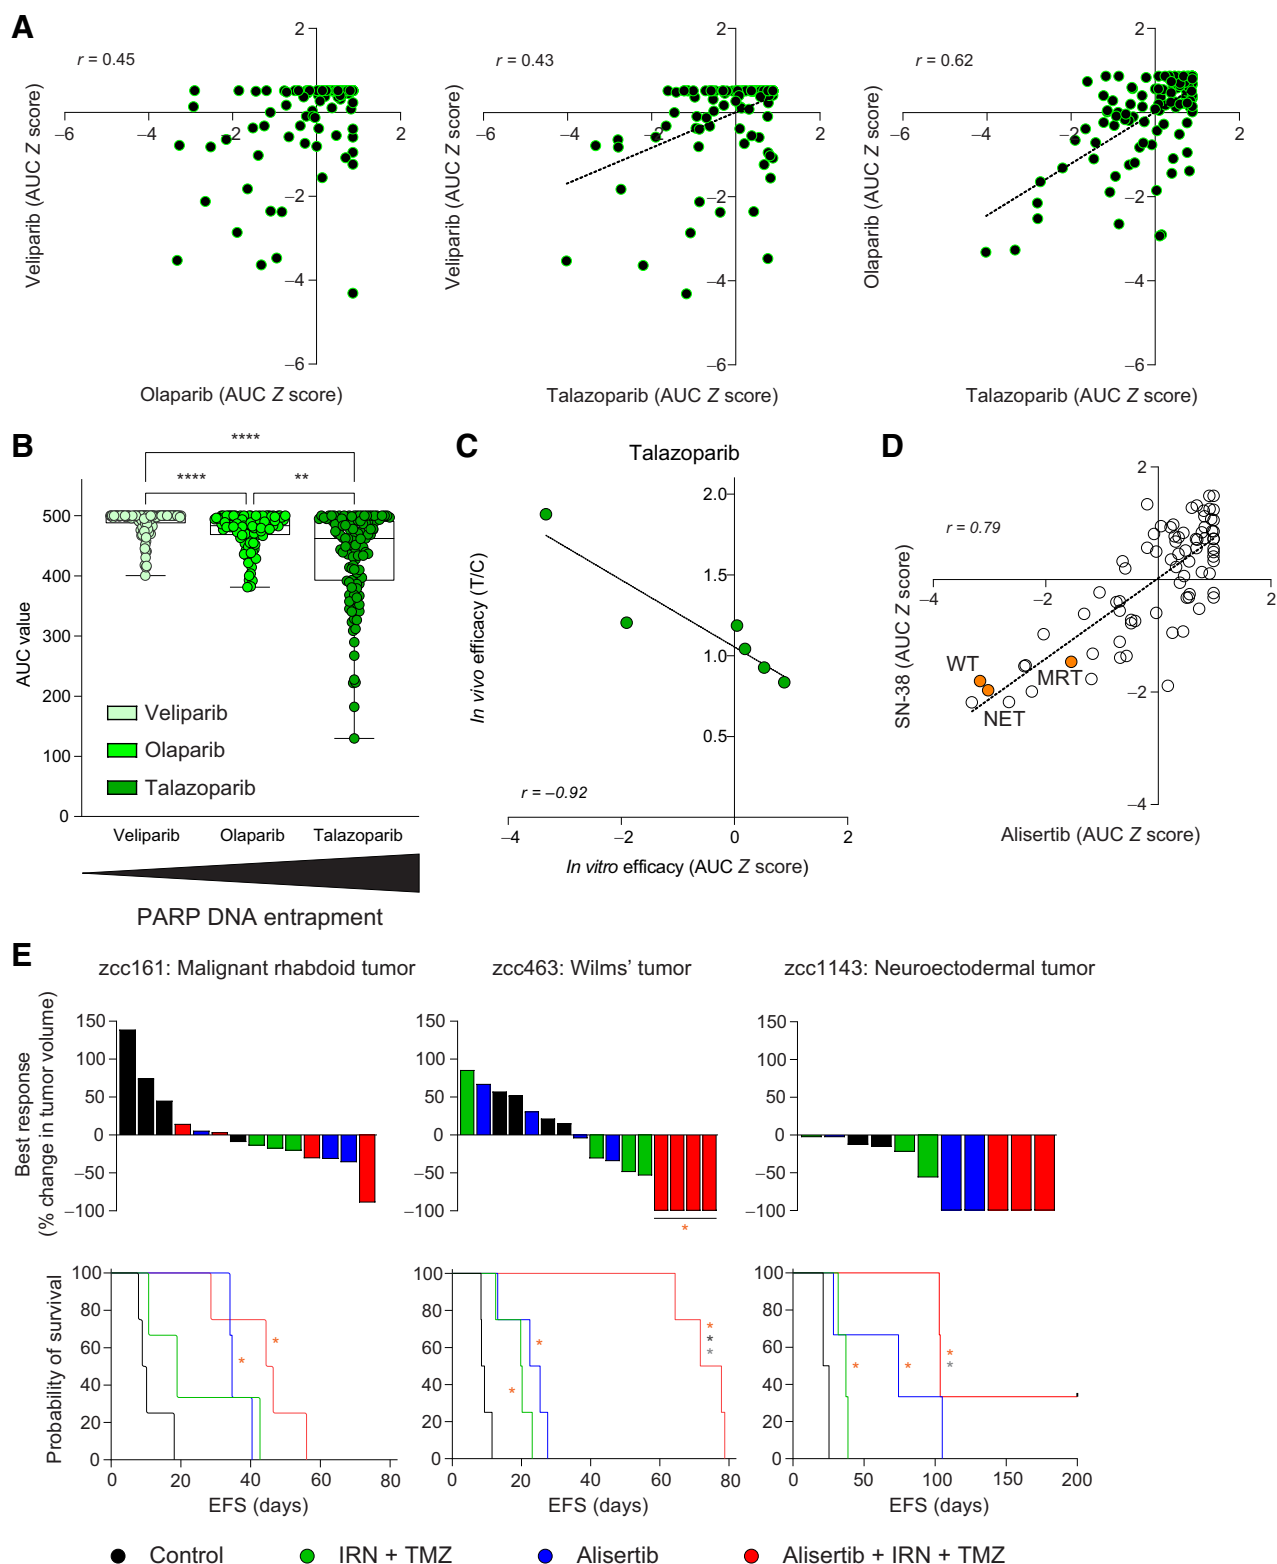 A
r = 0.45
r = 0.43
r = 0.62
2
2
2
−6
−4
−2
2
−6
−4
−2
2
−6
−4
−2
2
−2
−2
−2
−4
−4
−4
−6
−6
−6
Veliparib (AUC Z score)
Veliparib (AUC Z score)
Olaparib (AUC Z score)
Olaparib (AUC Z score)
Talazoparib (AUC Z score)
Talazoparib (AUC Z score)
B
****
****
**
500
400
300
200
100
0
AUC value
Veliparib
Olaparib
Talazoparib
Veliparib
Olaparib
Talazoparib
PARP DNA entrapment
C
Talazoparib
2.0
1.5
1.0
0.5
In vivo efficacy (T/C)
r = −0.92
−4
−2
0
2
In vitro efficacy (AUC Z score)
D
2
r = 0.79
−4
−2
2
WT
MRT
NET
−2
−4
SN-38 (AUC Z score)
Alisertib (AUC Z score)
E
zcc161: Malignant rhabdoid tumor
zcc463: Wilms’ tumor
zcc1143: Neuroectodermal tumor
Best response
(% change in tumor volume)
150
100
50
0
−50
−100
150
100
50
0
−50
−100
*
150
100
50
0
−50
−100
Probability of survival
100
80
60
40
20
0
*
*
0
20
40
60
80
EFS (days)
100
80
60
40
20
0
*
*
*
*
*
0
20
40
60
80
EFS (days)
100
80
60
40
20
0
*
*
*
*
0
50
100
150
200
EFS (days)
Control
IRN + TMZ
Alisertib
Alisertib + IRN + TMZ